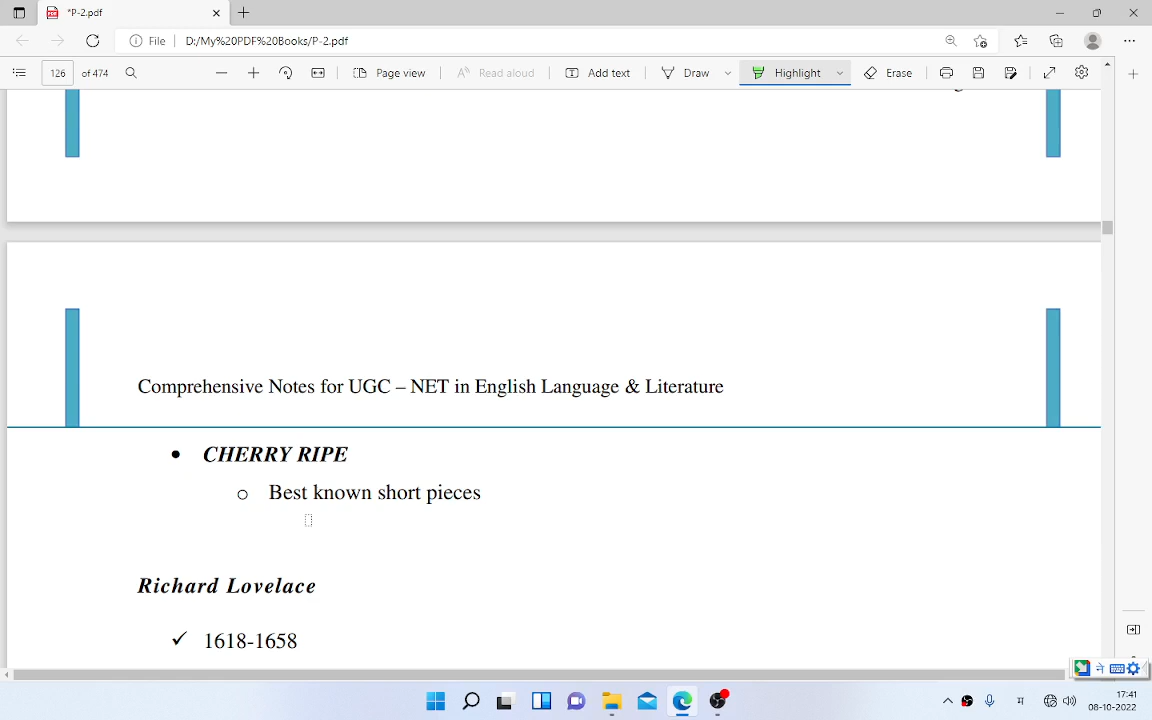 *P-2.pdf
File D:/My%20PDF%20Books/P-2.pdf
126 of 474 Page view Read aloud Add text Draw Highlight Erase
Comprehensive Notes for UGC – NET in English Language & Literature
• CHERRY RIPE
o Best known short pieces
Richard Lovelace
✓ 1618-1658
17:41
08-10-2022